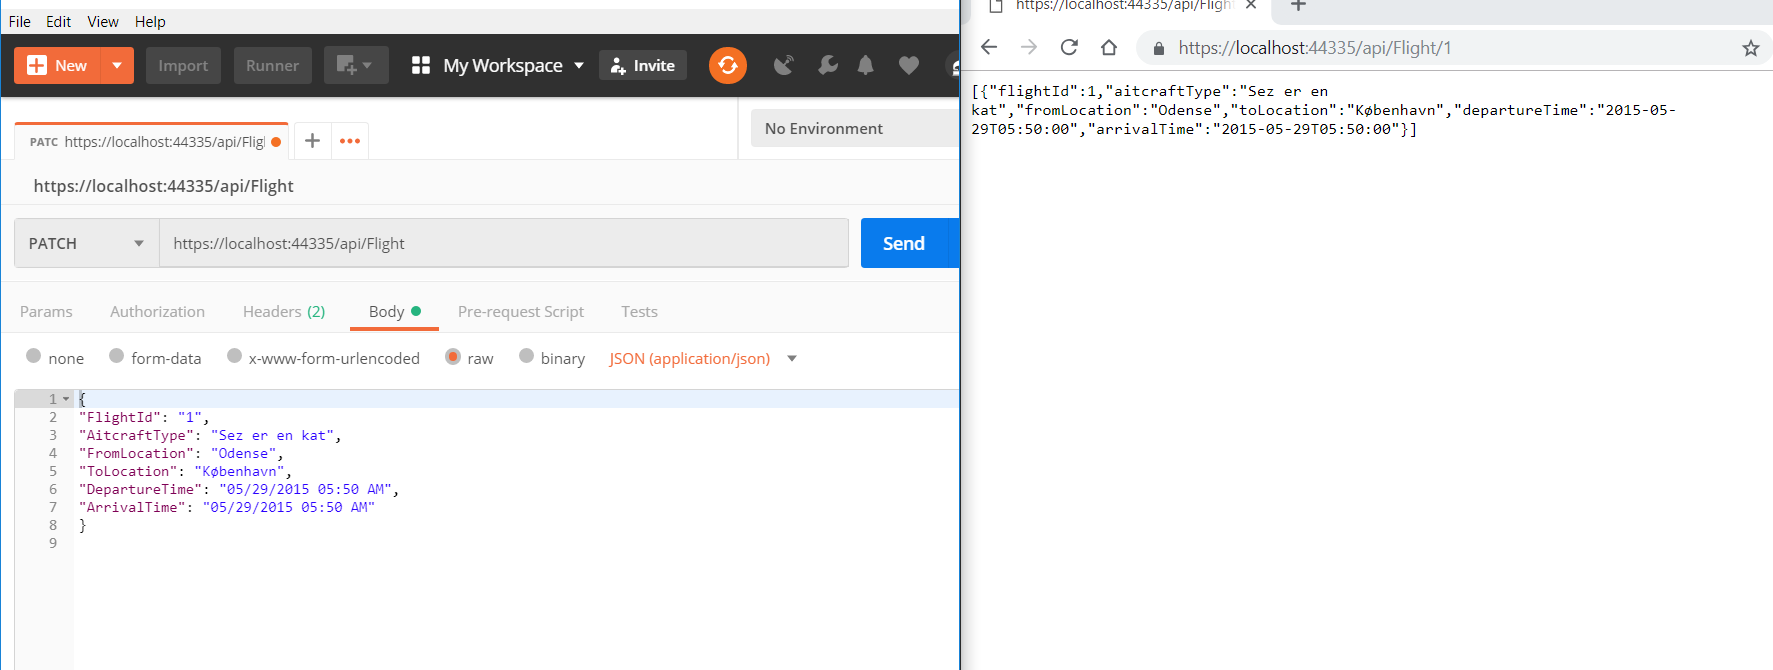 File Edit View Help
New Import Runner My Workspace Invite
PATC https://localhost:44335/api/Flig
No Environment
https://localhost:44335/api/Flight
PATCH https://localhost:44335/api/Flight Send
Params Authorization Headers (2) Body Pre-request Script Tests
none form-data x-www-form-urlencoded raw binary JSON (application/json)
1 {
2 "FlightId": "1",
3 "AitcraftType": "Sez er en kat",
4 "FromLocation": "Odense",
5 "ToLocation": "København",
6 "DepartureTime": "05/29/2015 05:50 AM",
7 "ArrivalTime": "05/29/2015 05:50 AM"
8 }
9
https://localhost:44335/api/Fligh
https://localhost:44335/api/Flight/1
[{"flightId":1,"aitcraftType":"Sez er en
kat","fromLocation":"Odense","toLocation":"København","departureTime":"2015-05-
29T05:50:00","arrivalTime":"2015-05-29T05:50:00"}]